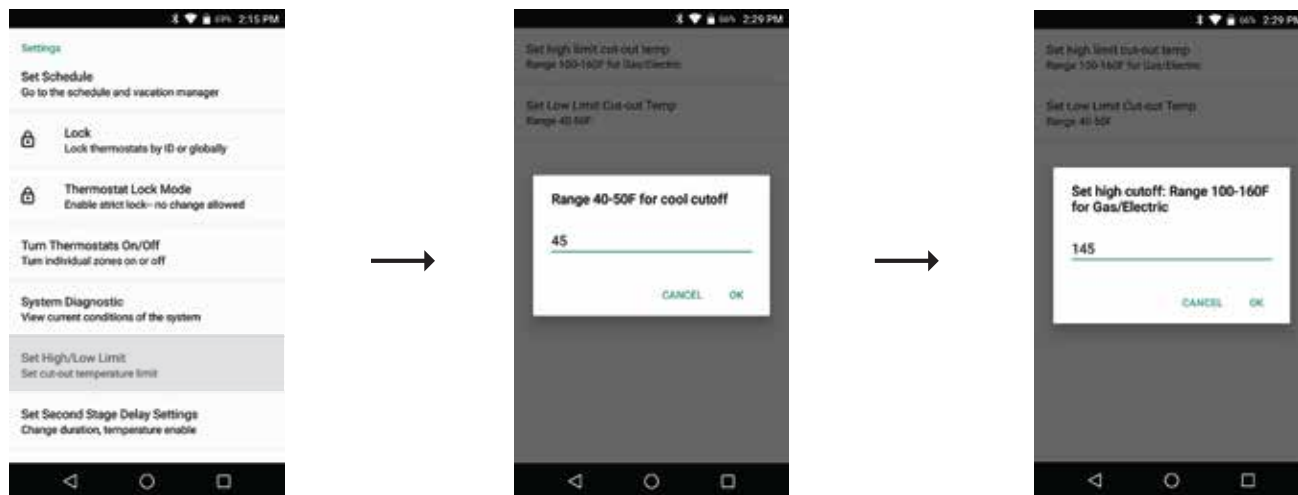 69% 2:15 PM
Settings
Set Schedule
Go to the schedule and vacation manager
Lock
Lock thermostats by ID or globally
Thermostat Lock Mode
Enable strict lock-- no change allowed
Turn Thermostats On/Off
Turn individual zones on or off
System Diagnostic
View current conditions of the system
Set High/Low Limit
Set cut-out temperature limit
Set Second Stage Delay Settings
Change duration, temperature enable
66% 2:29 PM
Set high limit cut-out temp
Range 100-160F for Gas/Electric
Set Low Limit Cut-out Temp
Range 40-50F
Range 40-50F for cool cutoff
45
CANCEL OK
66% 2:29 PM
Set high limit cut-out temp
Range 100-160F for Gas/Electric
Set Low Limit Cut-out Temp
Range 40-50F
Set high cutoff: Range 100-160F
for Gas/Electric
145
CANCEL OK